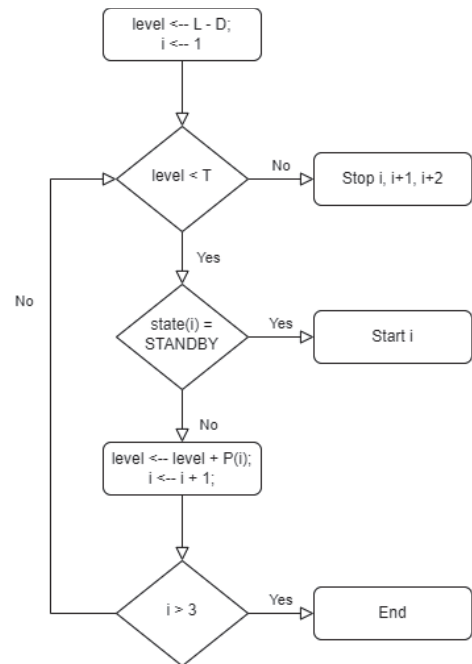 level <-- L - D;
i <-- 1
level < T
No
Stop i, i+1, i+2
Yes
No
state(i) =
STANDBY
Yes
Start i
No
level <-- level + P(i);
i <-- i + 1;
i > 3
Yes
End